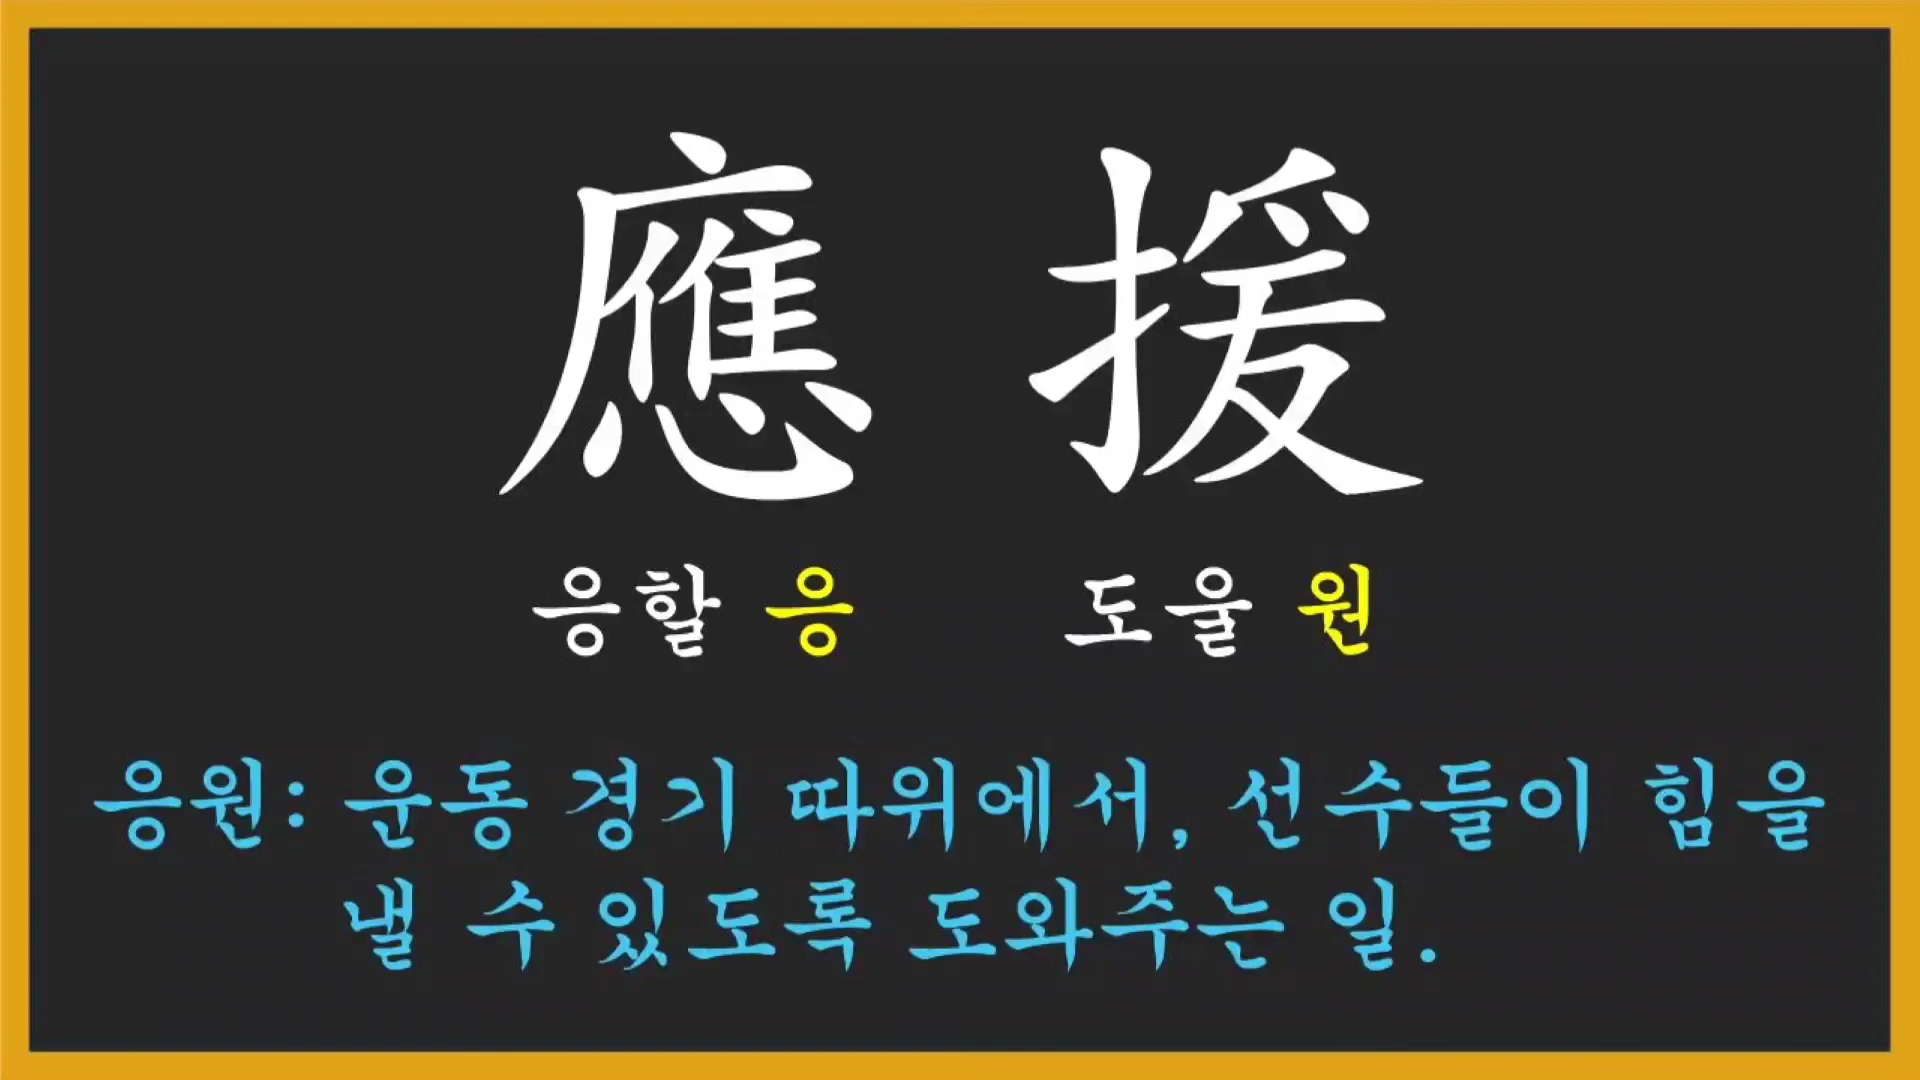 應 援
응할 응 도울 원
응원: 운동 경기 따위에서, 선수들이 힘을
낼 수 있도록 도와주는 일.